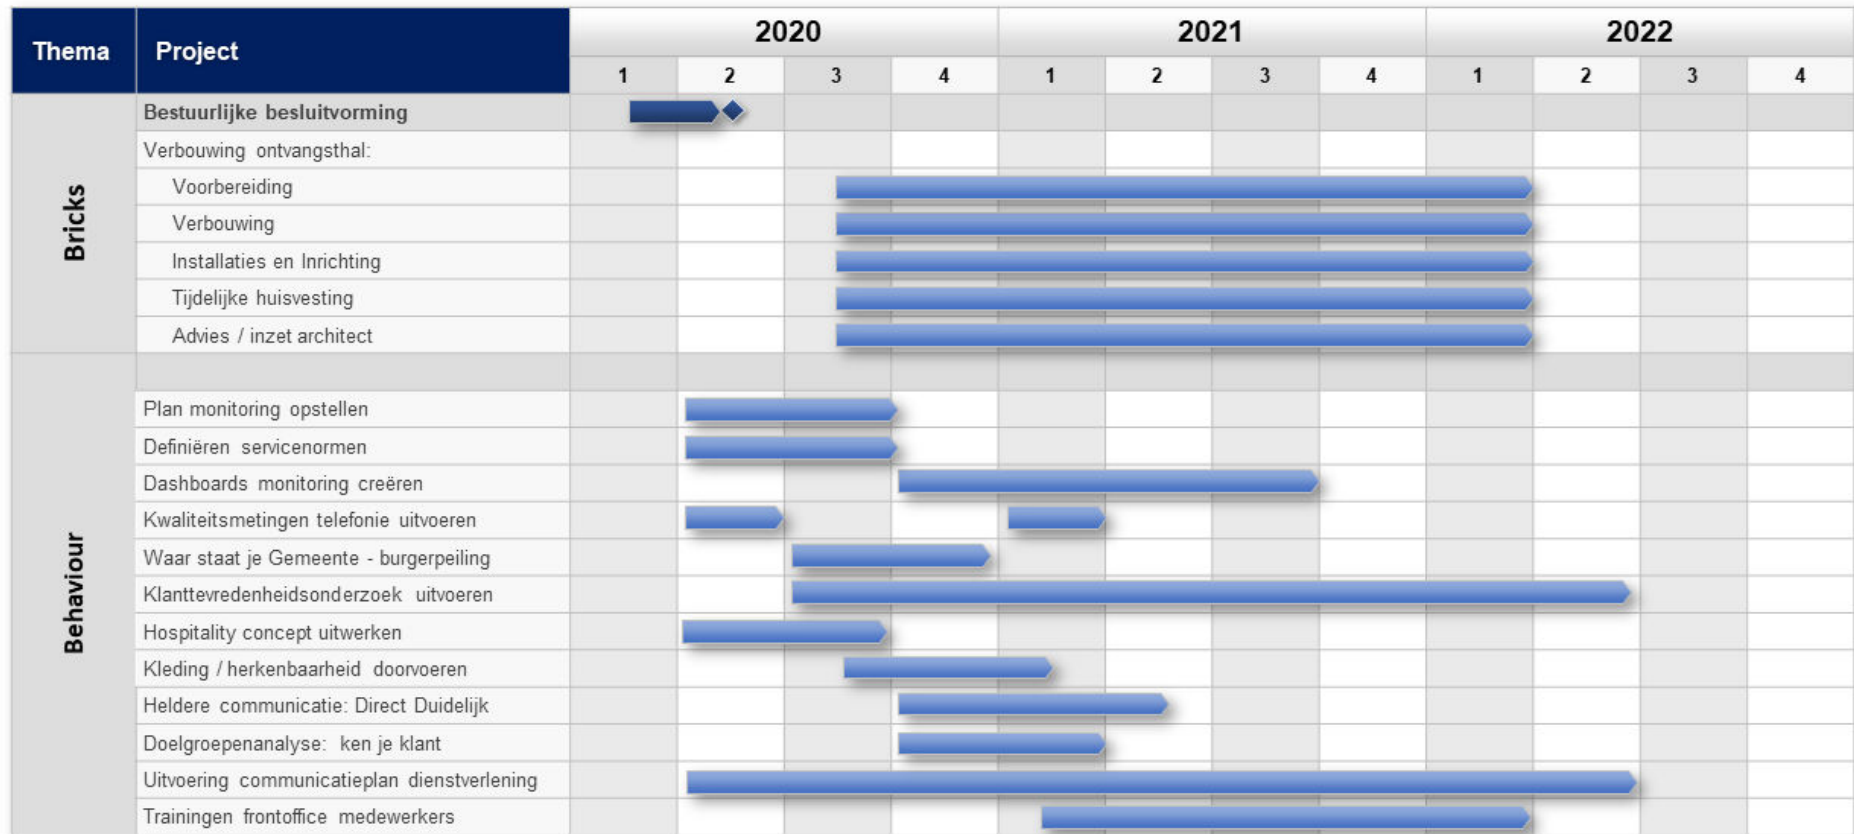 Thema Project 2020 2021 2022
1 2 3 4 1 2 3 4 1 2 3 4
Bricks
Bestuurlijke besluitvorming
Verbouwing ontvangsthal:
Voorbereiding
Verbouwing
Installaties en Inrichting
Tijdelijke huisvesting
Advies / inzet architect
Behaviour
Plan monitoring opstellen
Definiëren servicenormen
Dashboards monitoring creëren
Kwaliteitsmetingen telefonie uitvoeren
Waar staat je Gemeente - burgerpeiling
Klanttevredenheidsonderzoek uitvoeren
Hospitality concept uitwerken
Kleding / herkenbaarheid doorvoeren
Heldere communicatie: Direct Duidelijk
Doelgroepenanalyse: ken je klant
Uitvoering communicatieplan dienstverlening
Trainingen frontoffice medewerkers